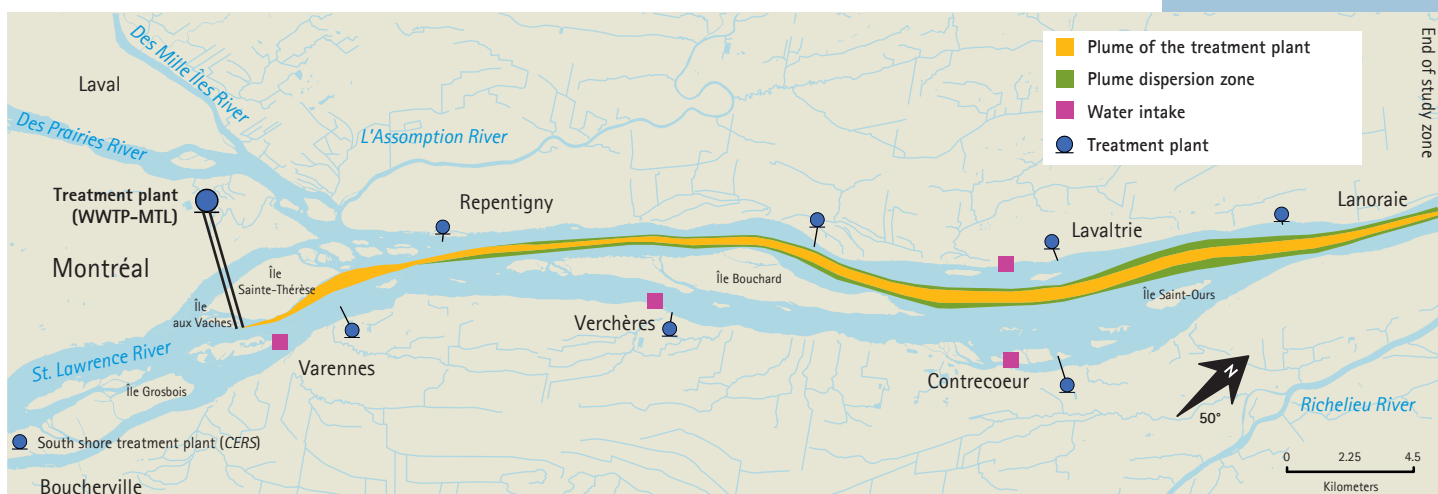 Laval
Des Mille Îles River
Des Prairies River
L'Assomption River
Treatment plant
(WWTP-MTL)
Repentigny
Montréal
Île
Sainte-Thérèse
Île
aux Vaches
St. Lawrence River
Île Grosbois
Varennes
Verchères
Île Bouchard
Lavaltrie
Lanoraie
Île Saint-Ours
Contrecoeur
South shore treatment plant (CERS)
Boucherville
Plume of the treatment plant
Plume dispersion zone
Water intake
Treatment plant
End of study zone
N
50°
Richelieu River
0 2.25 4.5
Kilometers